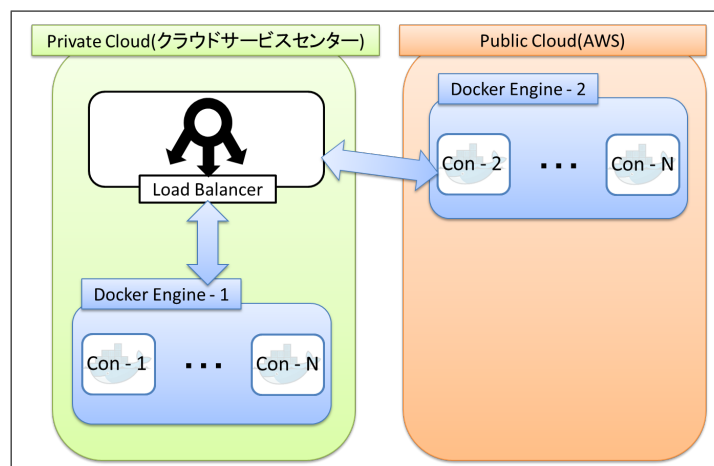 Private Cloud(クラウドサービスセンター)
Load Balancer
Docker Engine - 1
Con - 1
...
Con - N
Public Cloud(AWS)
Docker Engine - 2
Con - 2
...
Con - N